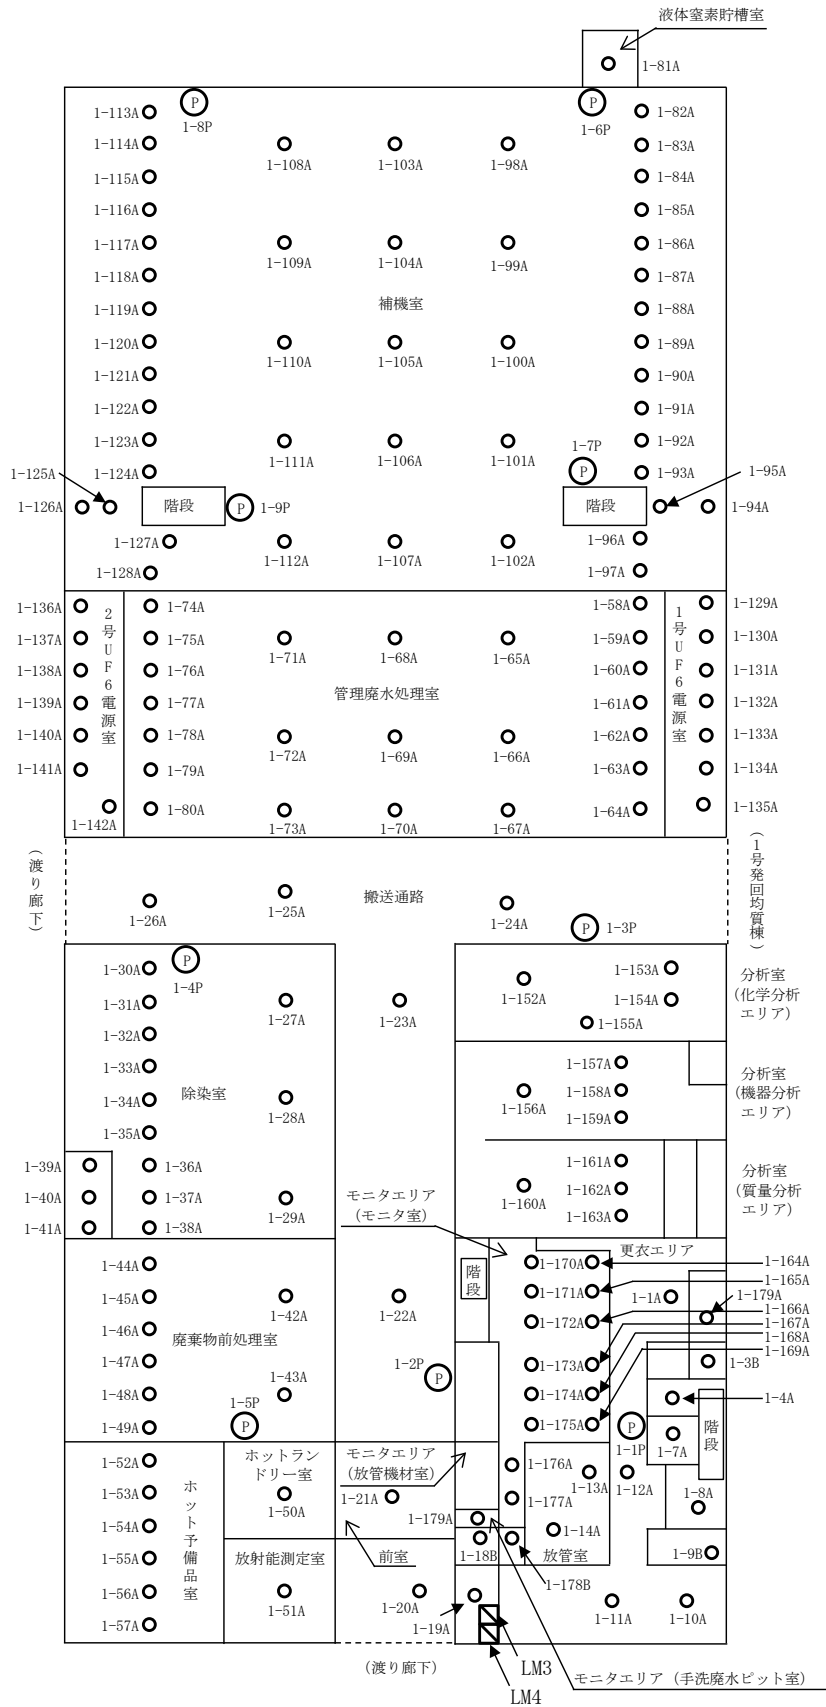 液体窒素貯槽室
1-81A
1-113A
P
1-8P
P
1-6P
1-82A
1-114A
1-108A
1-103A
1-98A
1-83A
1-115A
1-84A
1-116A
1-85A
1-117A
1-109A
1-104A
1-99A
1-86A
1-118A
1-87A
補機室
1-119A
1-88A
1-120A
1-110A
1-105A
1-100A
1-89A
1-121A
1-90A
1-122A
1-91A
1-123A
1-111A
1-106A
1-101A
1-7P
P
1-92A
1-124A
1-93A
1-125A
1-95A
1-126A
階段
P
1-9P
階段
1-94A
1-127A
1-112A
1-107A
1-102A
1-96A
1-128A
1-97A
1-136A
2号UF6電源室
1-74A
1-58A
1号UF6電源室
1-129A
1-137A
1-75A
1-71A
1-68A
1-65A
1-59A
1-130A
1-138A
1-76A
1-60A
1-131A
管理廃水処理室
1-139A
1-77A
1-61A
1-132A
1-140A
1-78A
1-72A
1-69A
1-66A
1-62A
1-133A
1-141A
1-79A
1-63A
1-134A
1-142A
1-80A
1-73A
1-70A
1-67A
1-64A
1-135A
(渡り廊下)
(1号発回均質棟)
搬送通路
1-26A
1-25A
1-24A
P
1-3P
1-30A
P
1-4P
1-31A
1-27A
1-23A
1-32A
1-33A
除染室
1-34A
1-28A
1-35A
1-39A
1-36A
1-40A
1-37A
1-29A
1-41A
1-38A
1-152A
1-153A
1-154A
1-155A
分析室
(化学分析
エリア)
1-157A
1-156A
1-158A
1-159A
分析室
(機器分析
エリア)
1-161A
1-160A
1-162A
1-163A
分析室
(質量分析
エリア)
モニタエリア
(モニタ室)
更衣エリア
階段
1-44A
1-45A
1-42A
1-22A
1-46A
廃棄物前処理室
1-47A
1-43A
1-2P
P
1-48A
1-5P
P
1-49A
1-170A
1-164A
1-171A
1-165A
1-1A
1-179A
1-172A
1-166A
1-167A
1-168A
1-169A
1-173A
1-3B
1-174A
1-4A
1-175A
P
1-1P
1-7A
階段
1-52A
1-53A
1-54A
1-55A
1-56A
1-57A
ホット予備品室
ホットラン
ドリー室
1-50A
放射能測定室
1-51A
モニタエリア
(放管機材室)
1-21A
1-179A
前室
1-20A
1-19A
1-18B
1-176A
1-177A
1-13A
1-12A
1-8A
1-14A
放管室
1-9B
1-178B
1-11A
1-10A
(渡り廊下)
LM3
LM4
モニタエリア (手洗廃水ピット室)